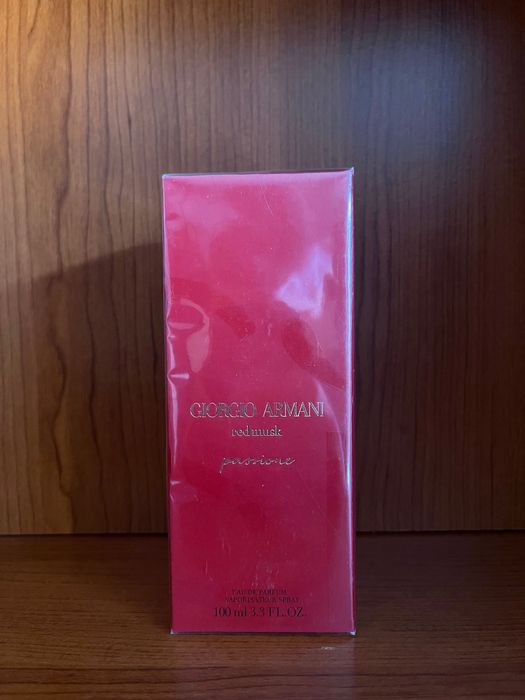 GIORGIO ARMANI
red musk
passione
EAU DE PARFUM
VAPORISATEUR SPRAY
100 ml 3.3 FL.OZ.